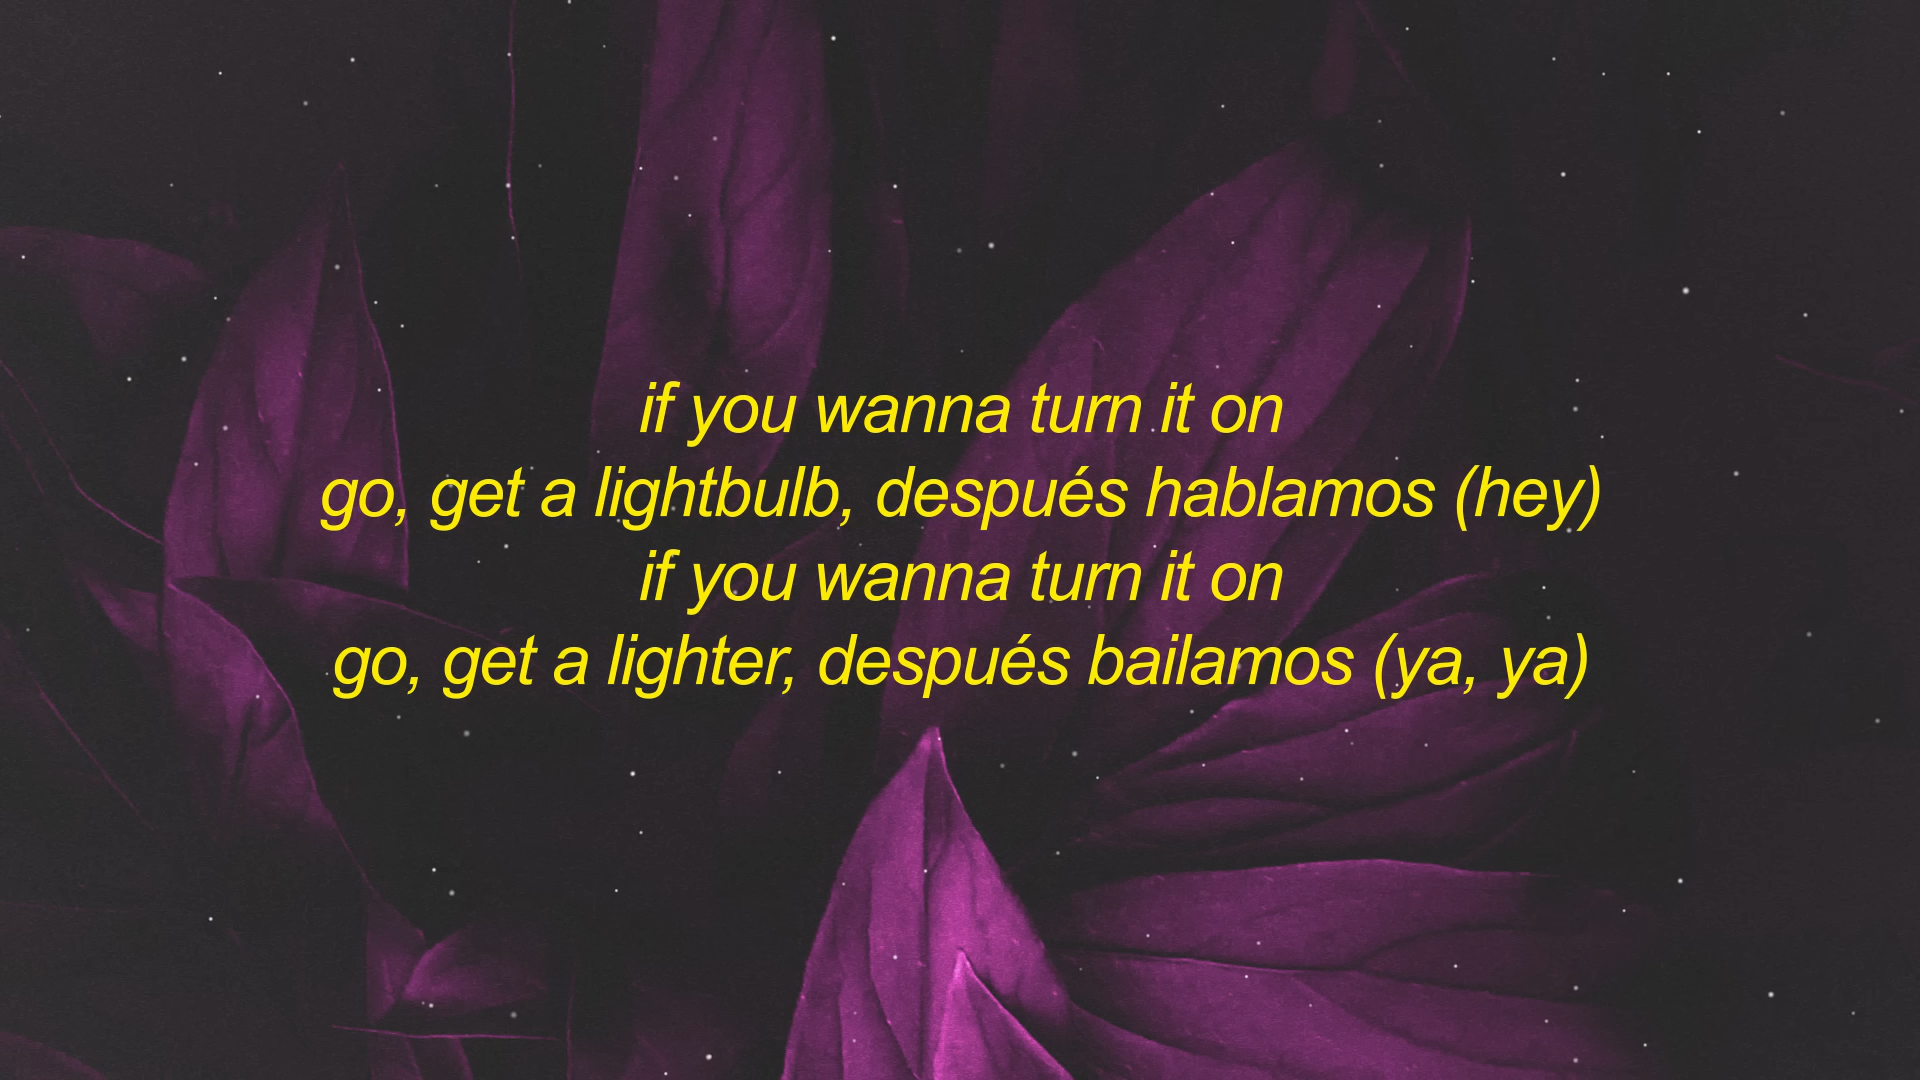 if you wanna turn it on
go, get a lightbulb, después hablamos (hey)
if you wanna turn it on
go, get a lighter, después bailamos (ya, ya)